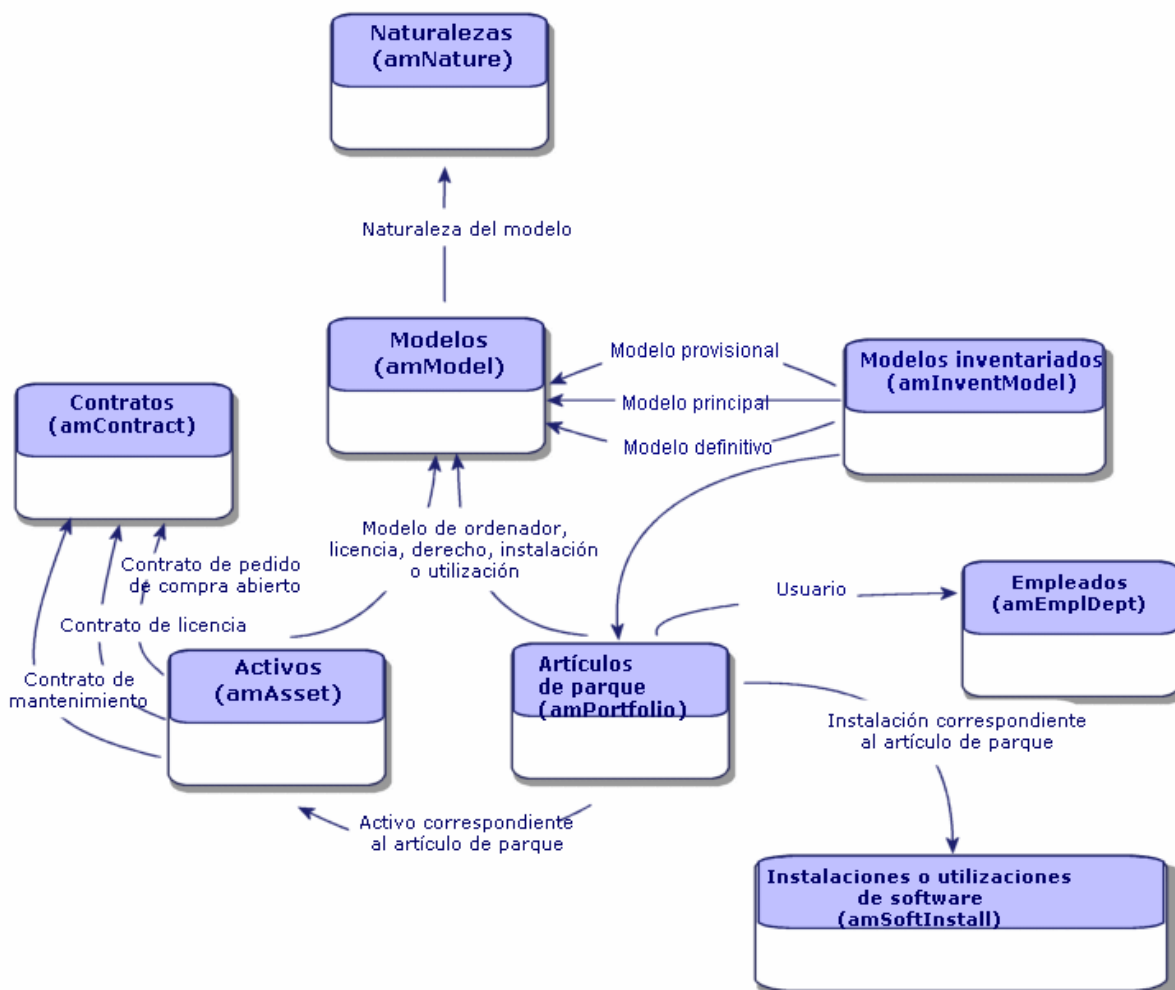 Naturalezas
(amNature)
Naturaleza del modelo
Modelos
(amModel)
Modelo provisional
Modelo principal
Modelo definitivo
Modelos inventariados
(amInventModel)
Contratos
(amContract)
Modelo de ordenador,
licencia, derecho, instalación
o utilización
Contrato de pedido
de compra abierto
Contrato de licencia
Contrato de
mantenimiento
Activos
(amAsset)
Artículos
de parque
(amPortfolio)
Usuario
Empleados
(amEmplDept)
Instalación correspondiente
al artículo de parque
Activo correspondiente
al artículo de parque
Instalaciones o utilizaciones
de software
(amSoftInstall)